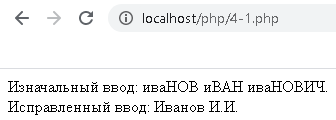 localhost/php/4-1.php
Изначальный ввод: иваНОВ иВАН иваНОВИЧ.
Исправленный ввод: Иванов И.И.